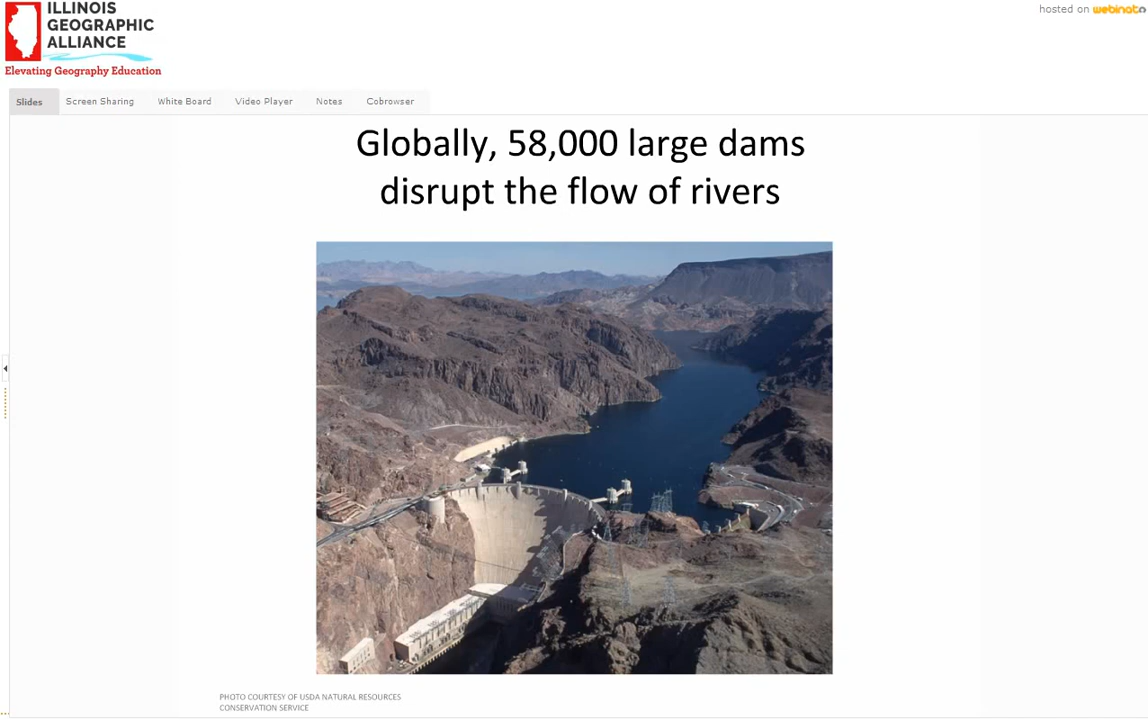 ILLINOIS
GEOGRAPHIC
ALLIANCE
Elevating Geography Education
hosted on webinato
Slides Screen Sharing White Board Video Player Notes Cobrowser
Globally, 58,000 large dams
disrupt the flow of rivers
PHOTO COURTESY OF USDA NATURAL RESOURCES
CONSERVATION SERVICE